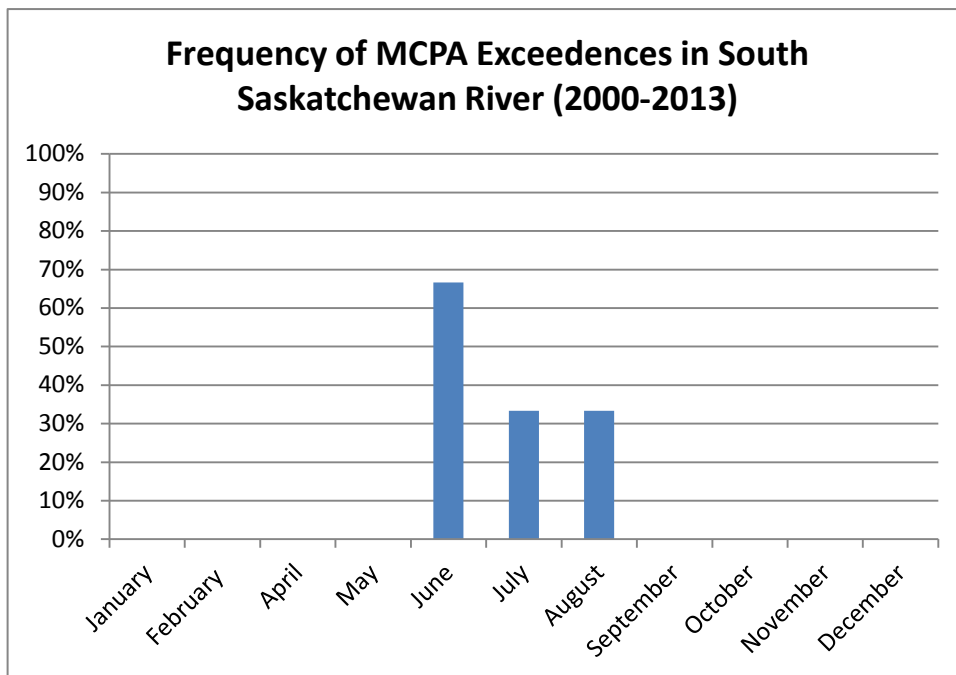 Frequency of MCPA Exceedences in South
Saskatchewan River (2000-2013)
100%
90%
80%
70%
60%
50%
40%
30%
20%
10%
0%
January
February
April
May
June
July
August
September
October
November
December